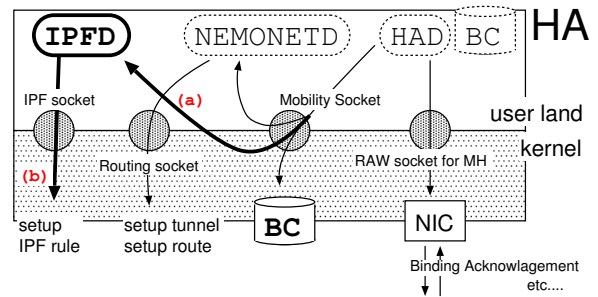 HA
IPFD
NEMONETD
HAD
BC
IPF socket
(a)
Mobility Socket
user land
kernel
Routing socket
RAW socket for MH
(b)
setup
IPF rule
setup tunnel
setup route
BC
NIC
Binding Acknowlagement
etc....